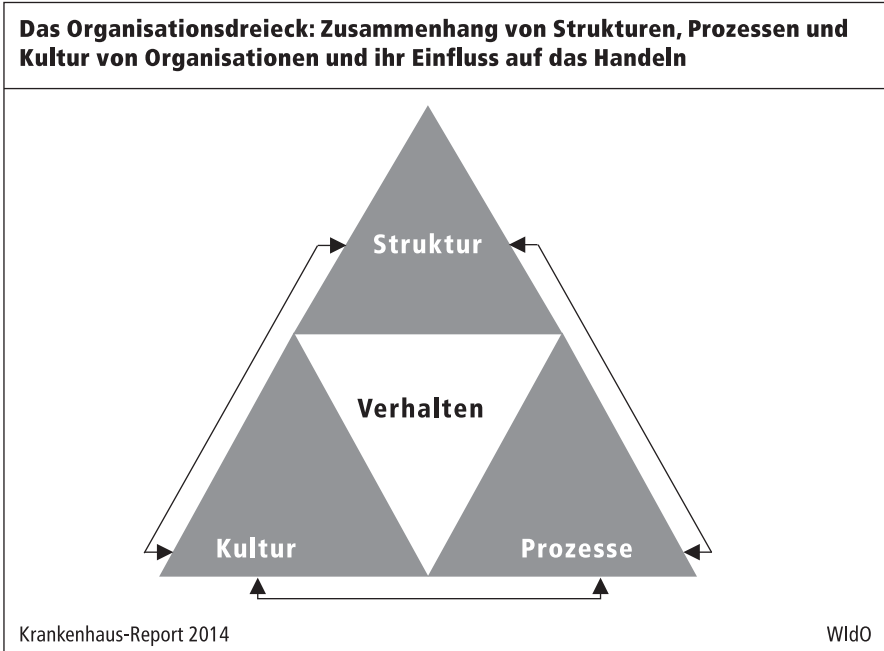 Das Organisationsdreieck: Zusammenhang von Strukturen, Prozessen und
Kultur von Organisationen und ihr Einfluss auf das Handeln
Struktur
Verhalten
Kultur
Prozesse
Krankenhaus-Report 2014
WIdO